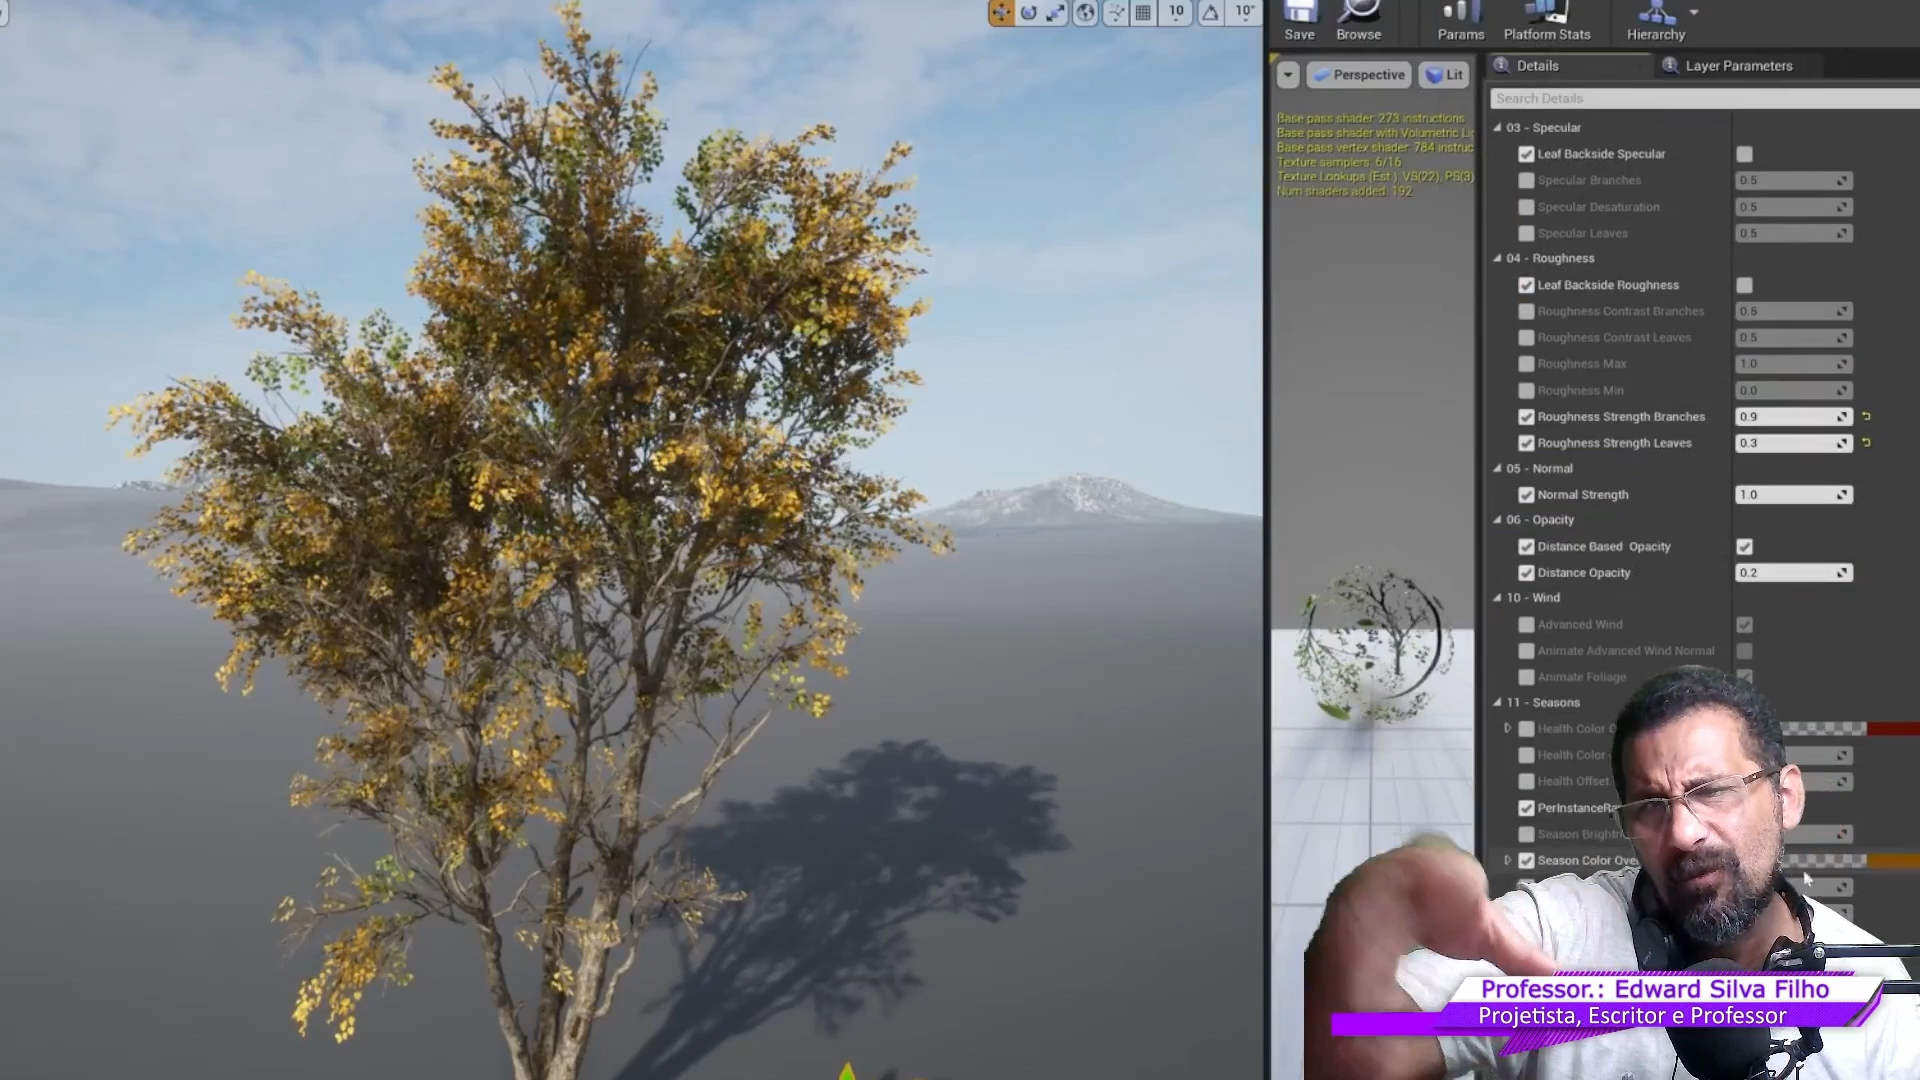 10
10°
Save
Browse
Params
Platform Stats
Hierarchy
Perspective
Lit
Details
Layer Parameters
Search Details
Base pass shader: 273 instructions
Base pass shader with Volumetric Li
Base pass vertex shader: 784 instruc
Texture samplers: 6/16
Texture Lookups (Est.): VS(22), PS(3)
Num shaders added: 192
03 - Specular
Leaf Backside Specular
Specular Branches 0.5
Specular Desaturation 0.5
Specular Leaves 0.5
04 - Roughness
Leaf Backside Roughness
Roughness Contrast Branches 0.5
Roughness Contrast Leaves 0.5
Roughness Max 1.0
Roughness Min 0.0
Roughness Strength Branches 0.9
Roughness Strength Leaves 0.3
05 - Normal
Normal Strength 1.0
06 - Opacity
Distance Based Opacity
Distance Opacity 0.2
10 - Wind
Advanced Wind
Animate Advanced Wind Normal
Animate Foliage
11 - Seasons
Health Color
Health Color
Health Offset
PerInstanceRa
Season Bright
Season Color Ove
Professor.: Edward Silva Filho
Projetista, Escritor e Professor